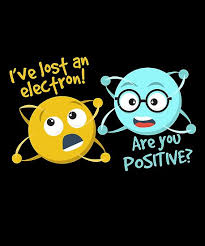 I've lost an
electron!
Are you
POSITIVE?